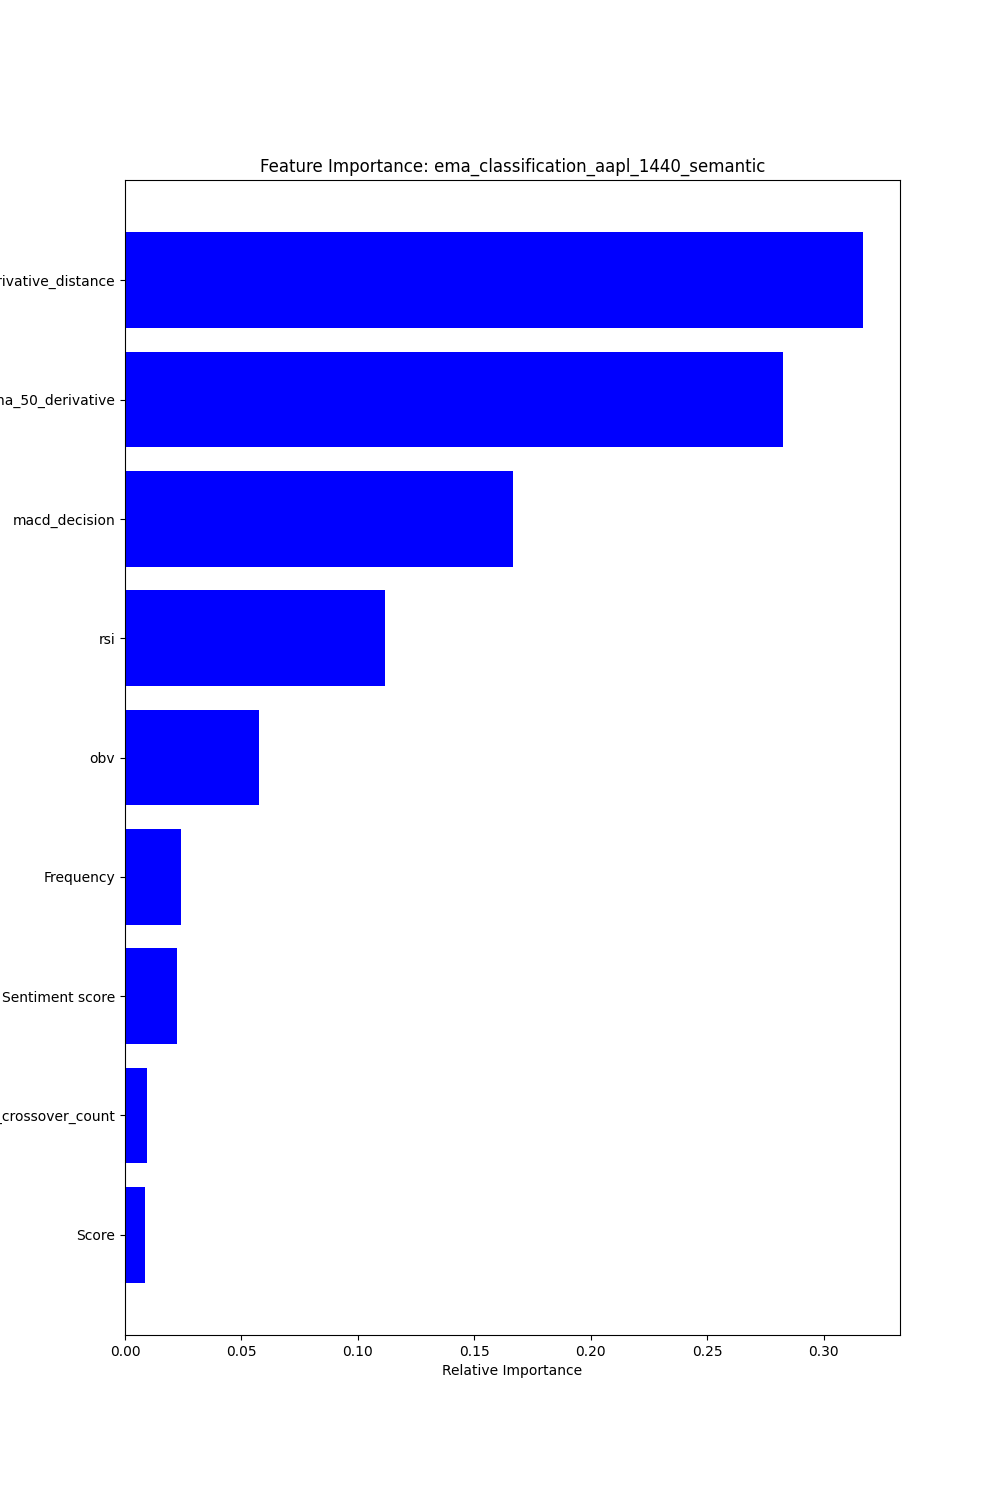 Feature Importance: ema_classification_aapl_1440_semantic
rivative_distance
na_50_derivative
macd_decision
rsi
obv
Frequency
Sentiment score
_crossover_count
Score
0.00 0.05 0.10 0.15 0.20 0.25 0.30
Relative Importance